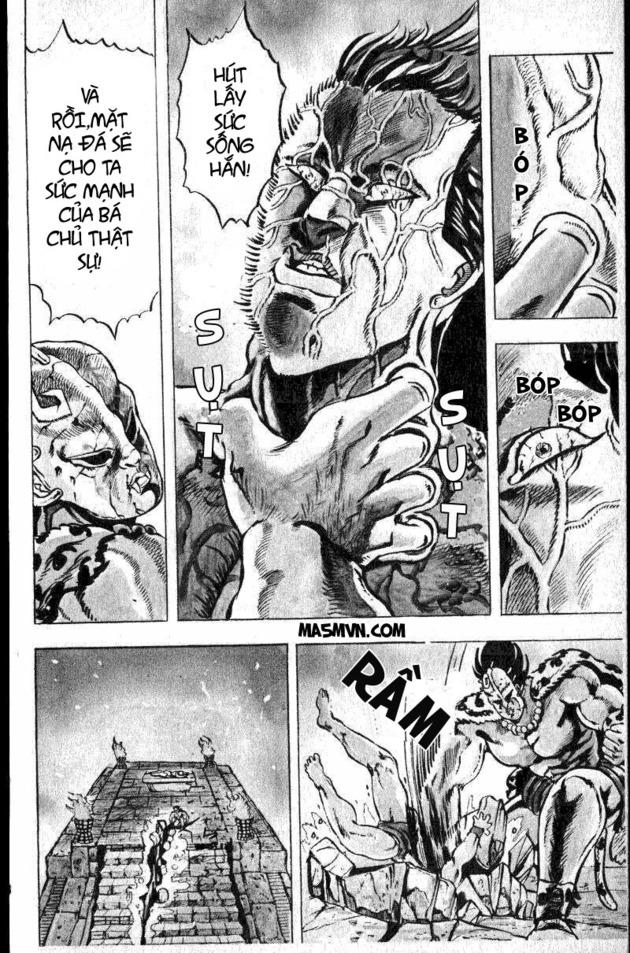 BÓP
HÚT
LẤY
SỨC
SỐNG
HẮN!
VÀ
RỒI, MẶT
NẠ ĐÁ SẼ
CHO TA
SỨC MẠNH
CỦA BÁ
CHỦ THẬT
SỰ!
BÓP
BÓP
SỤT
SỤT
MA5MVN.COM
RẦM